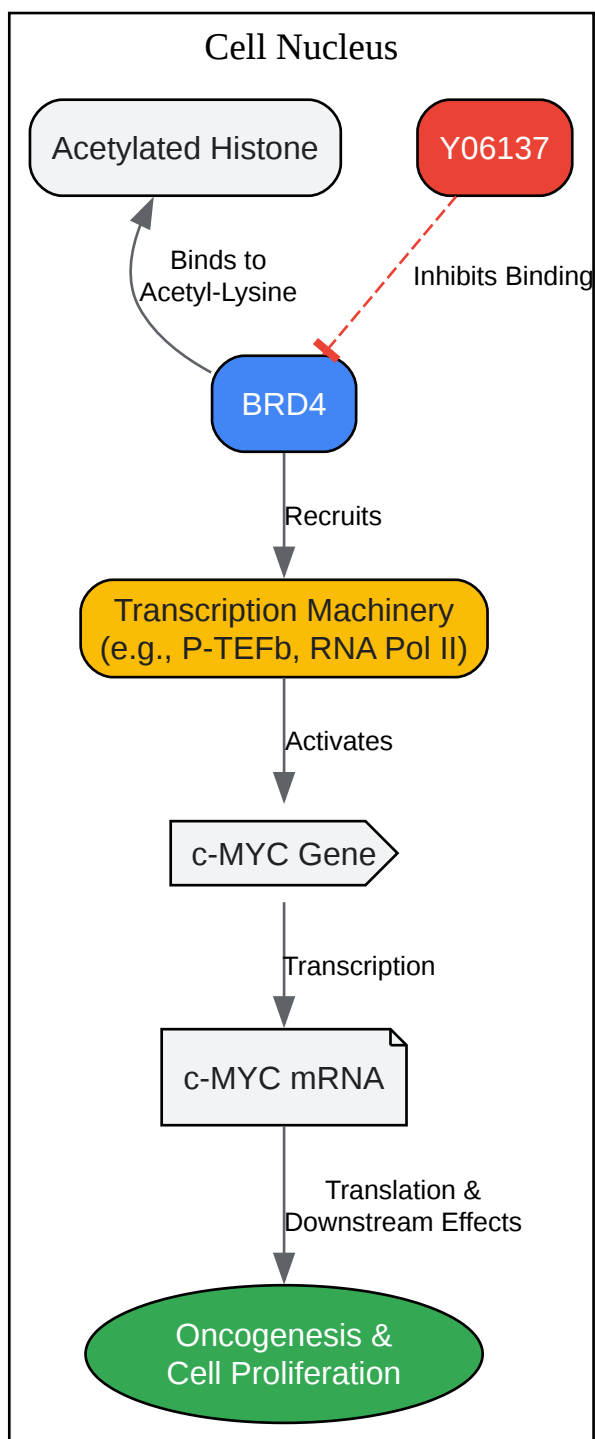 Cell Nucleus
Acetylated Histone
Y06137
Binds to
Acetyl-Lysine
Inhibits Binding
BRD4
Recruits
Transcription Machinery
(e.g., P-TEFb, RNA Pol II)
Activates
c-MYC Gene
Transcription
c-MYC mRNA
Translation &
Downstream Effects
Oncogenesis &
Cell Proliferation